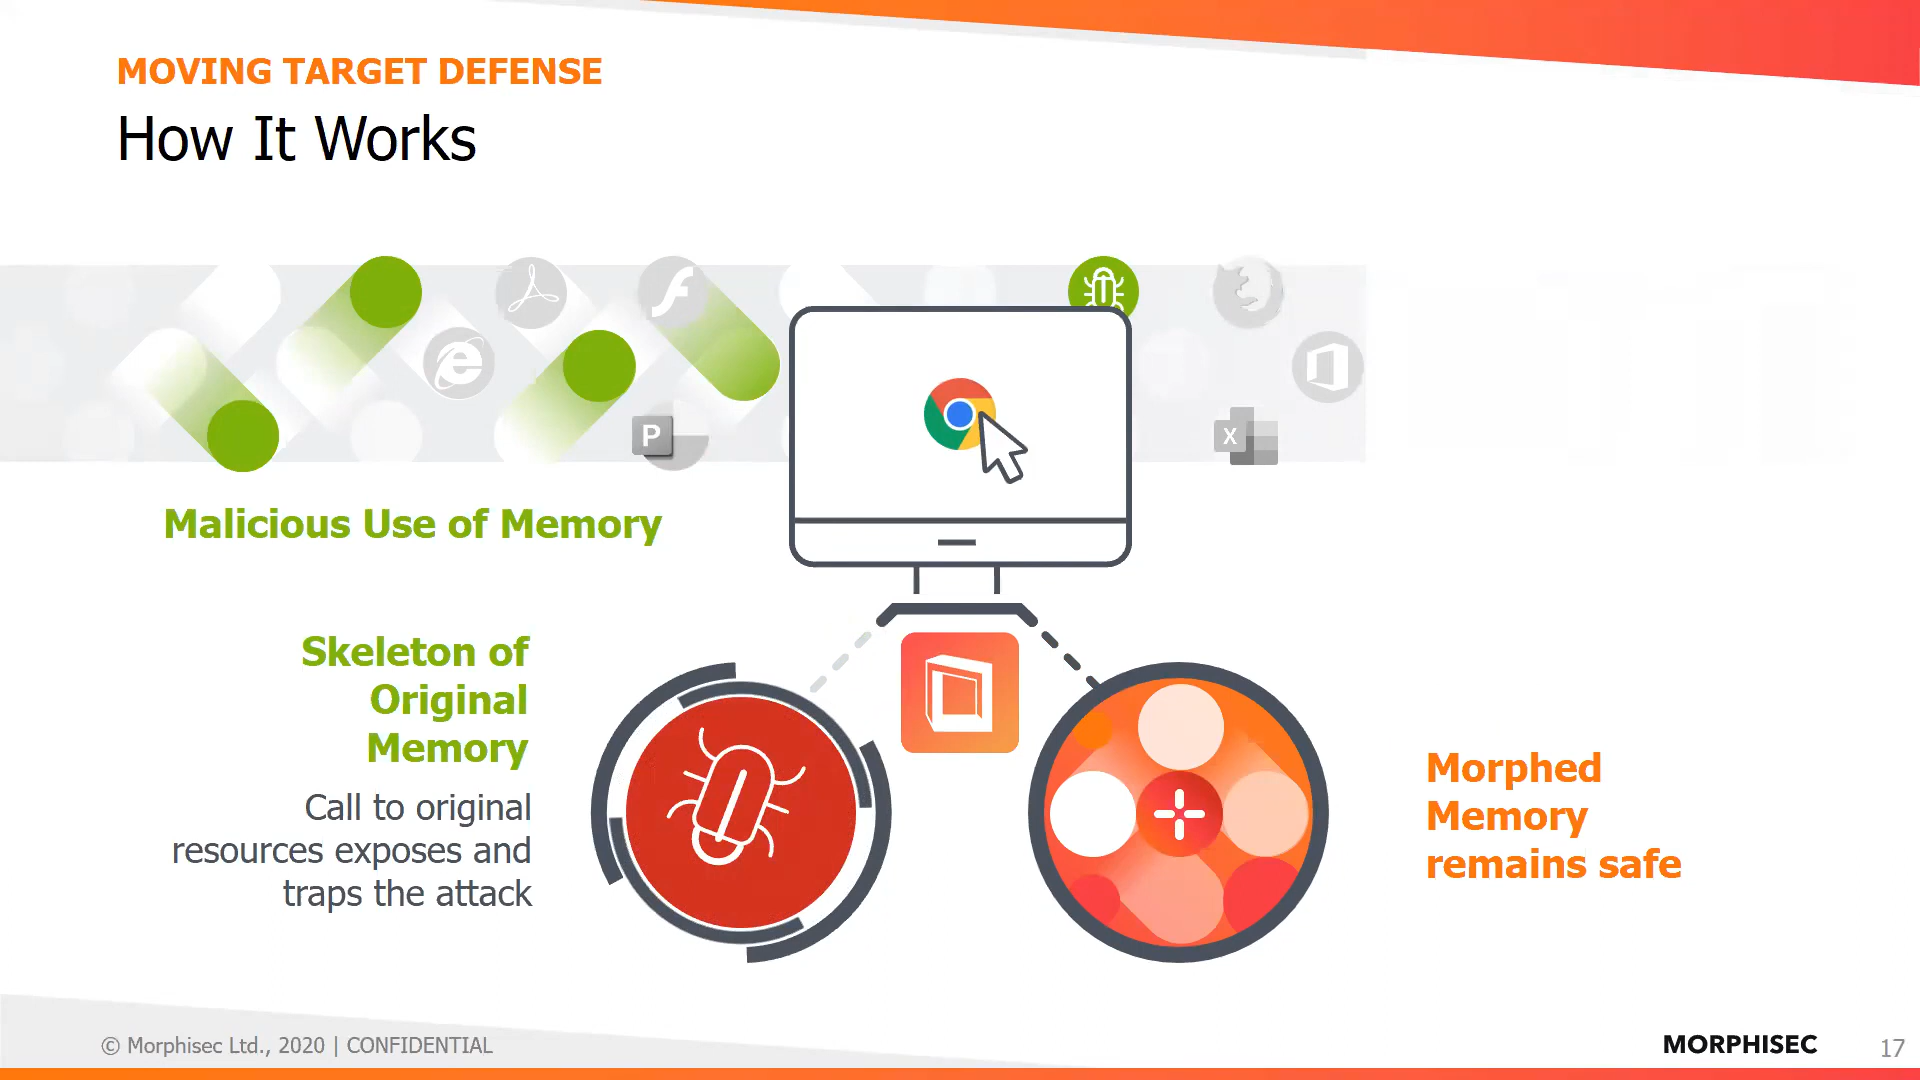 MOVING TARGET DEFENSE
How It Works
P
X
Malicious Use of Memory
Skeleton of
Original
Memory
Call to original
resources exposes and
traps the attack
Morphed
Memory
remains safe
© Morphisec Ltd., 2020 | CONFIDENTIAL
MORPHISEC
17